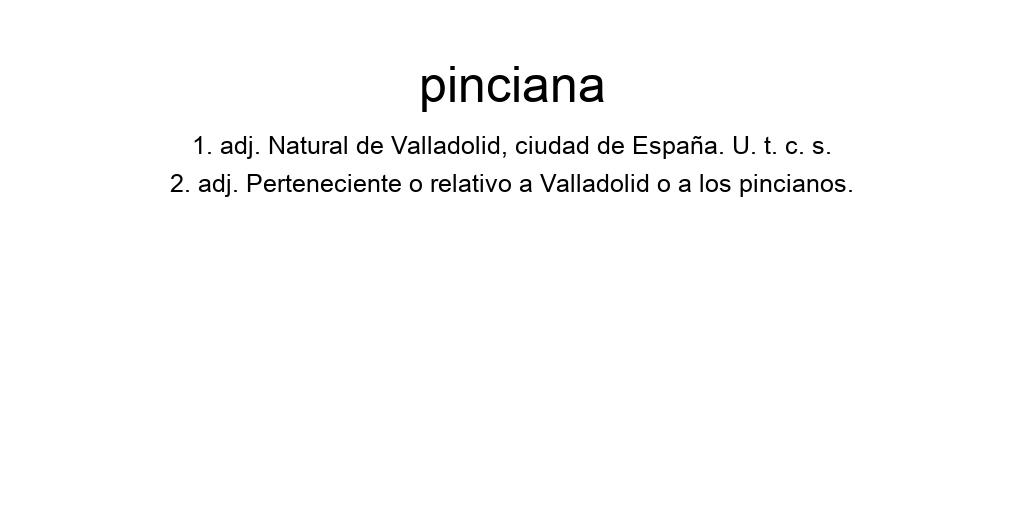 pinciana
1. adj. Natural de Valladolid, ciudad de España. U. t. c. s.
2. adj. Perteneciente o relativo a Valladolid o a los pincianos.